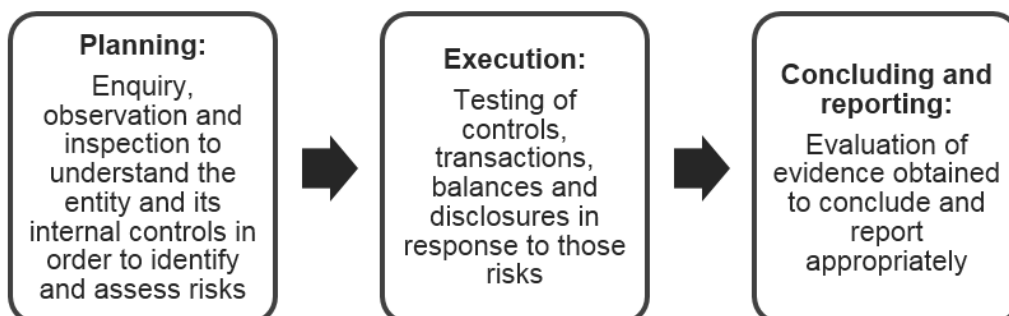 Planning:
Enquiry,
observation and
inspection to
understand the
entity and its
internal controls in
order to identify
and assess risks
Execution:
Testing of
controls,
transactions,
balances and
disclosures in
response to those
risks
Concluding and
reporting:
Evaluation of
evidence obtained
to conclude and
report
appropriately